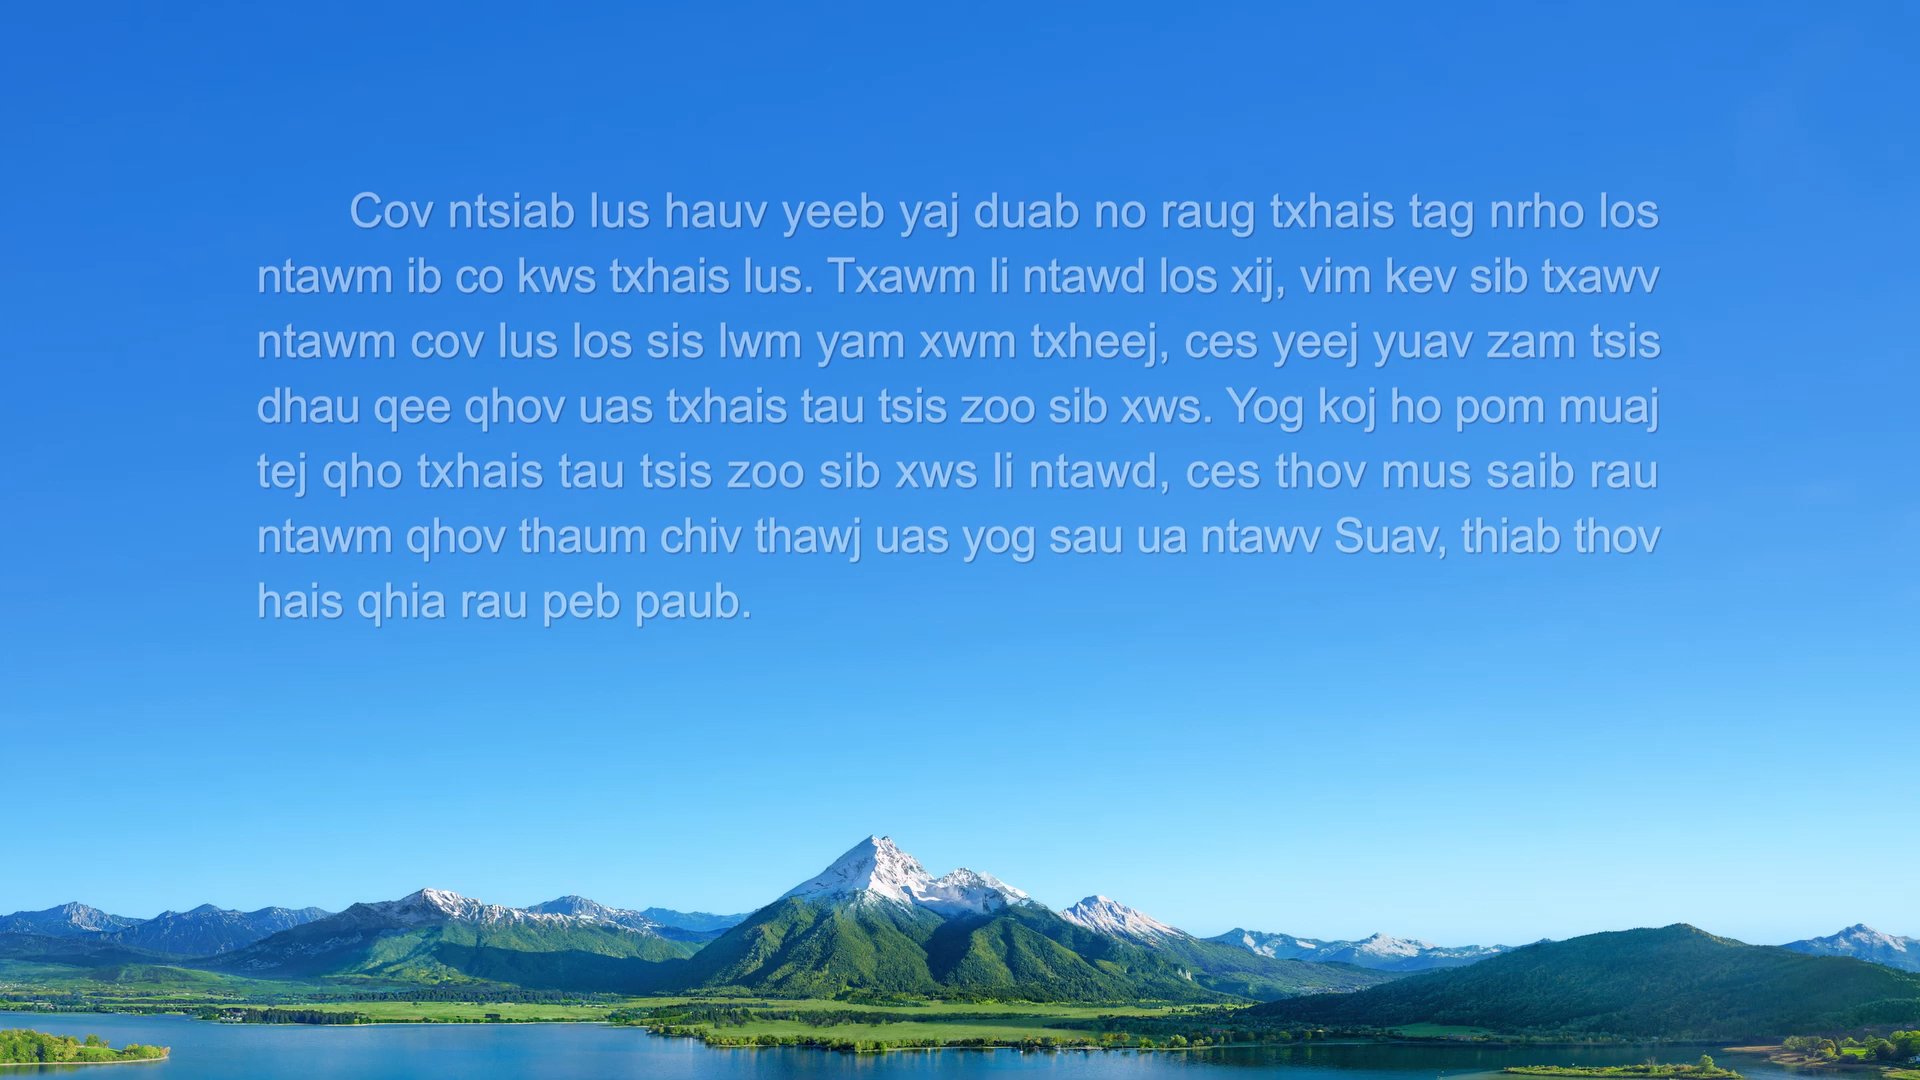 Cov ntsiab lus hauv yeeb yaj duab no raug txhais tag nrho los
ntawm ib co kws txhais lus. Txawm li ntawd los xij, vim kev sib txawv
ntawm cov lus los sis lwm yam xwm txheej, ces yeej yuav zam tsis
dhau qee qhov uas txhais tau tsis zoo sib xws. Yog koj ho pom muaj
tej qho txhais tau tsis zoo sib xws li ntawd, ces thov mus saib rau
ntawm qhov thaum chiv thawj uas yog sau ua ntawv Suav, thiab thov
hais qhia rau peb paub.